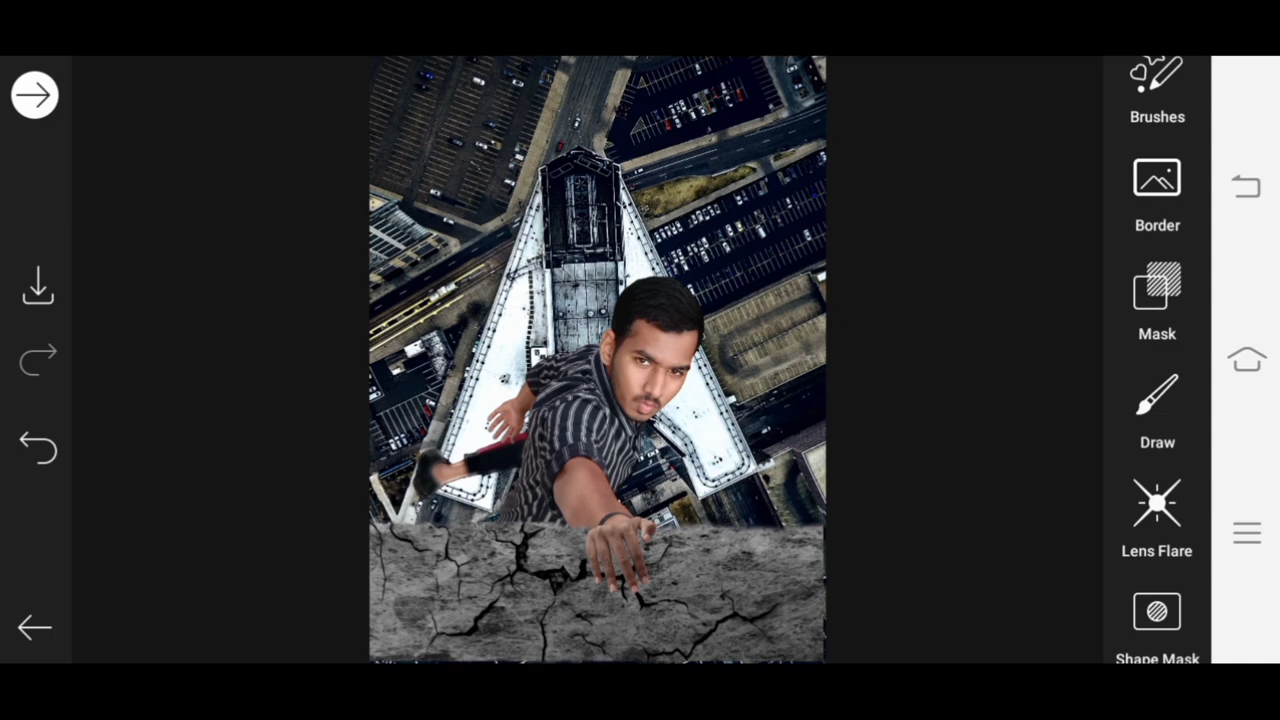 Brushes
Border
Mask
Draw
Lens Flare
Shape Mask